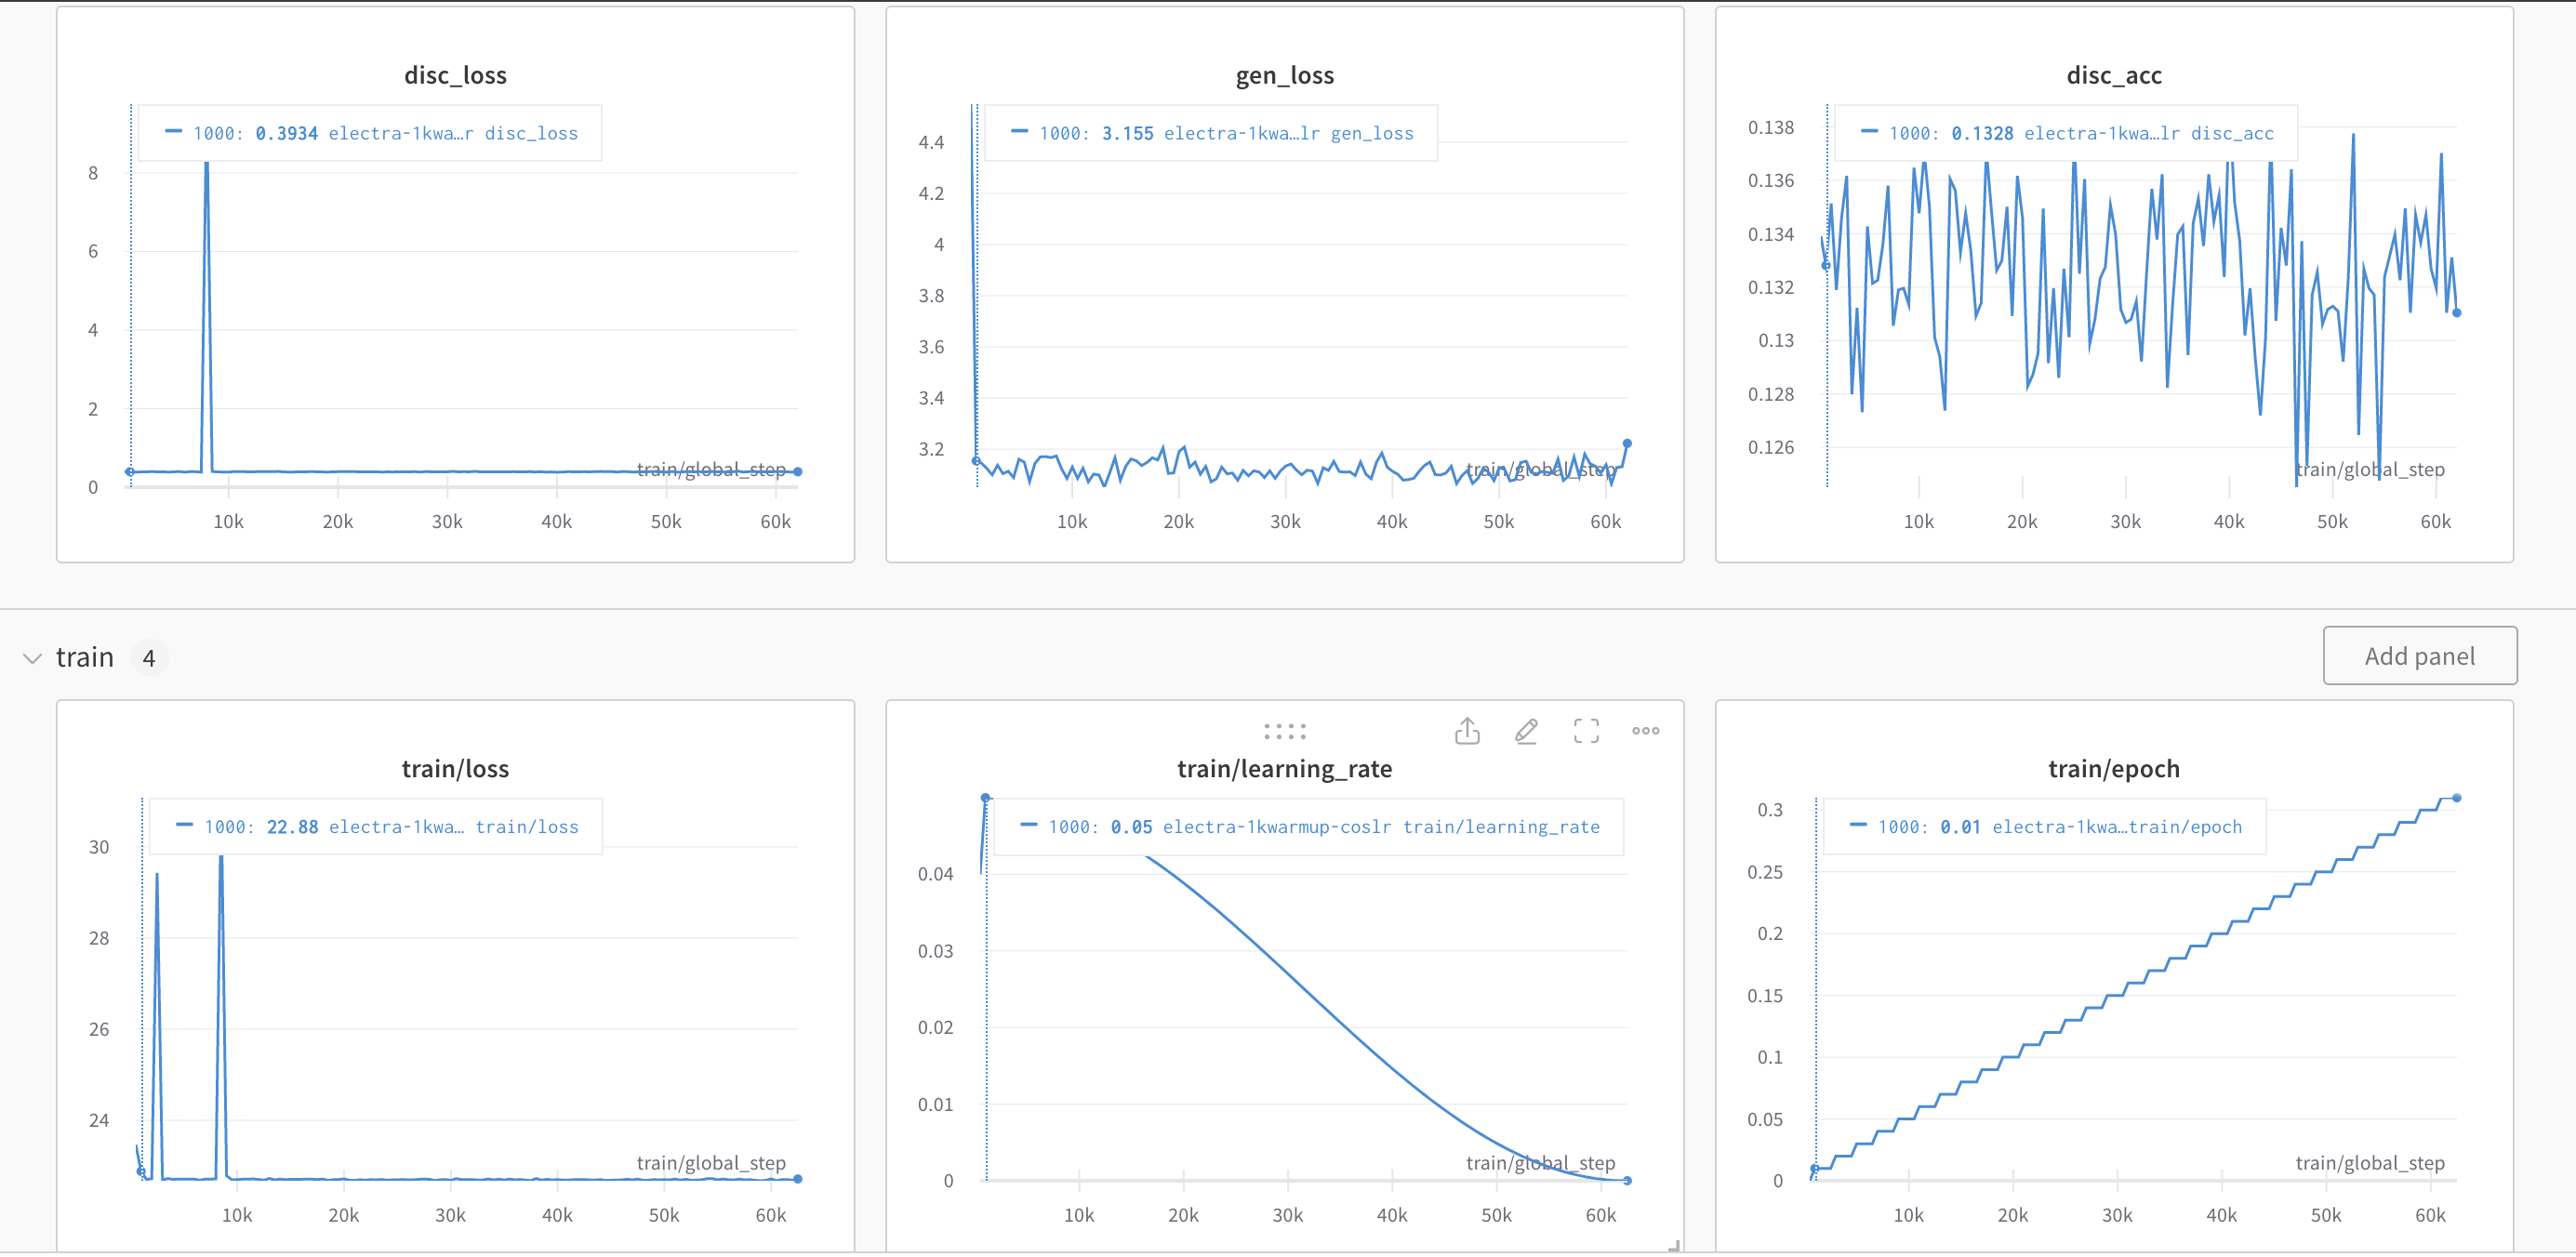 disc_loss
1000: 0.3934 electra-1kwa…r disc_loss
8
6
4
2
0
train/global_step
10k 20k 30k 40k 50k 60k
gen_loss
1000: 3.155 electra-1kwa…lr gen_loss
4.4
4.2
4
3.8
3.6
3.4
3.2
train/global_step
10k 20k 30k 40k 50k 60k
disc_acc
1000: 0.1328 electra-1kwa…lr disc_acc
0.138
0.136
0.134
0.132
0.13
0.128
0.126
train/global_step
10k 20k 30k 40k 50k 60k
train 4
Add panel
train/loss
1000: 22.88 electra-1kwa… train/loss
30
28
26
24
train/global_step
10k 20k 30k 40k 50k 60k
train/learning_rate
1000: 0.05 electra-1kwarmup-coslr train/learning_rate
0.04
0.03
0.02
0.01
0
train/global_step
10k 20k 30k 40k 50k 60k
train/epoch
1000: 0.01 electra-1kwa…train/epoch
0.3
0.25
0.2
0.15
0.1
0.05
0
train/global_step
10k 20k 30k 40k 50k 60k